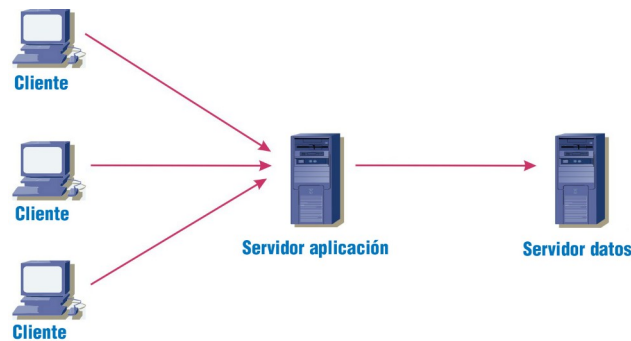 Cliente
Cliente
Servidor aplicación
Servidor datos
Cliente